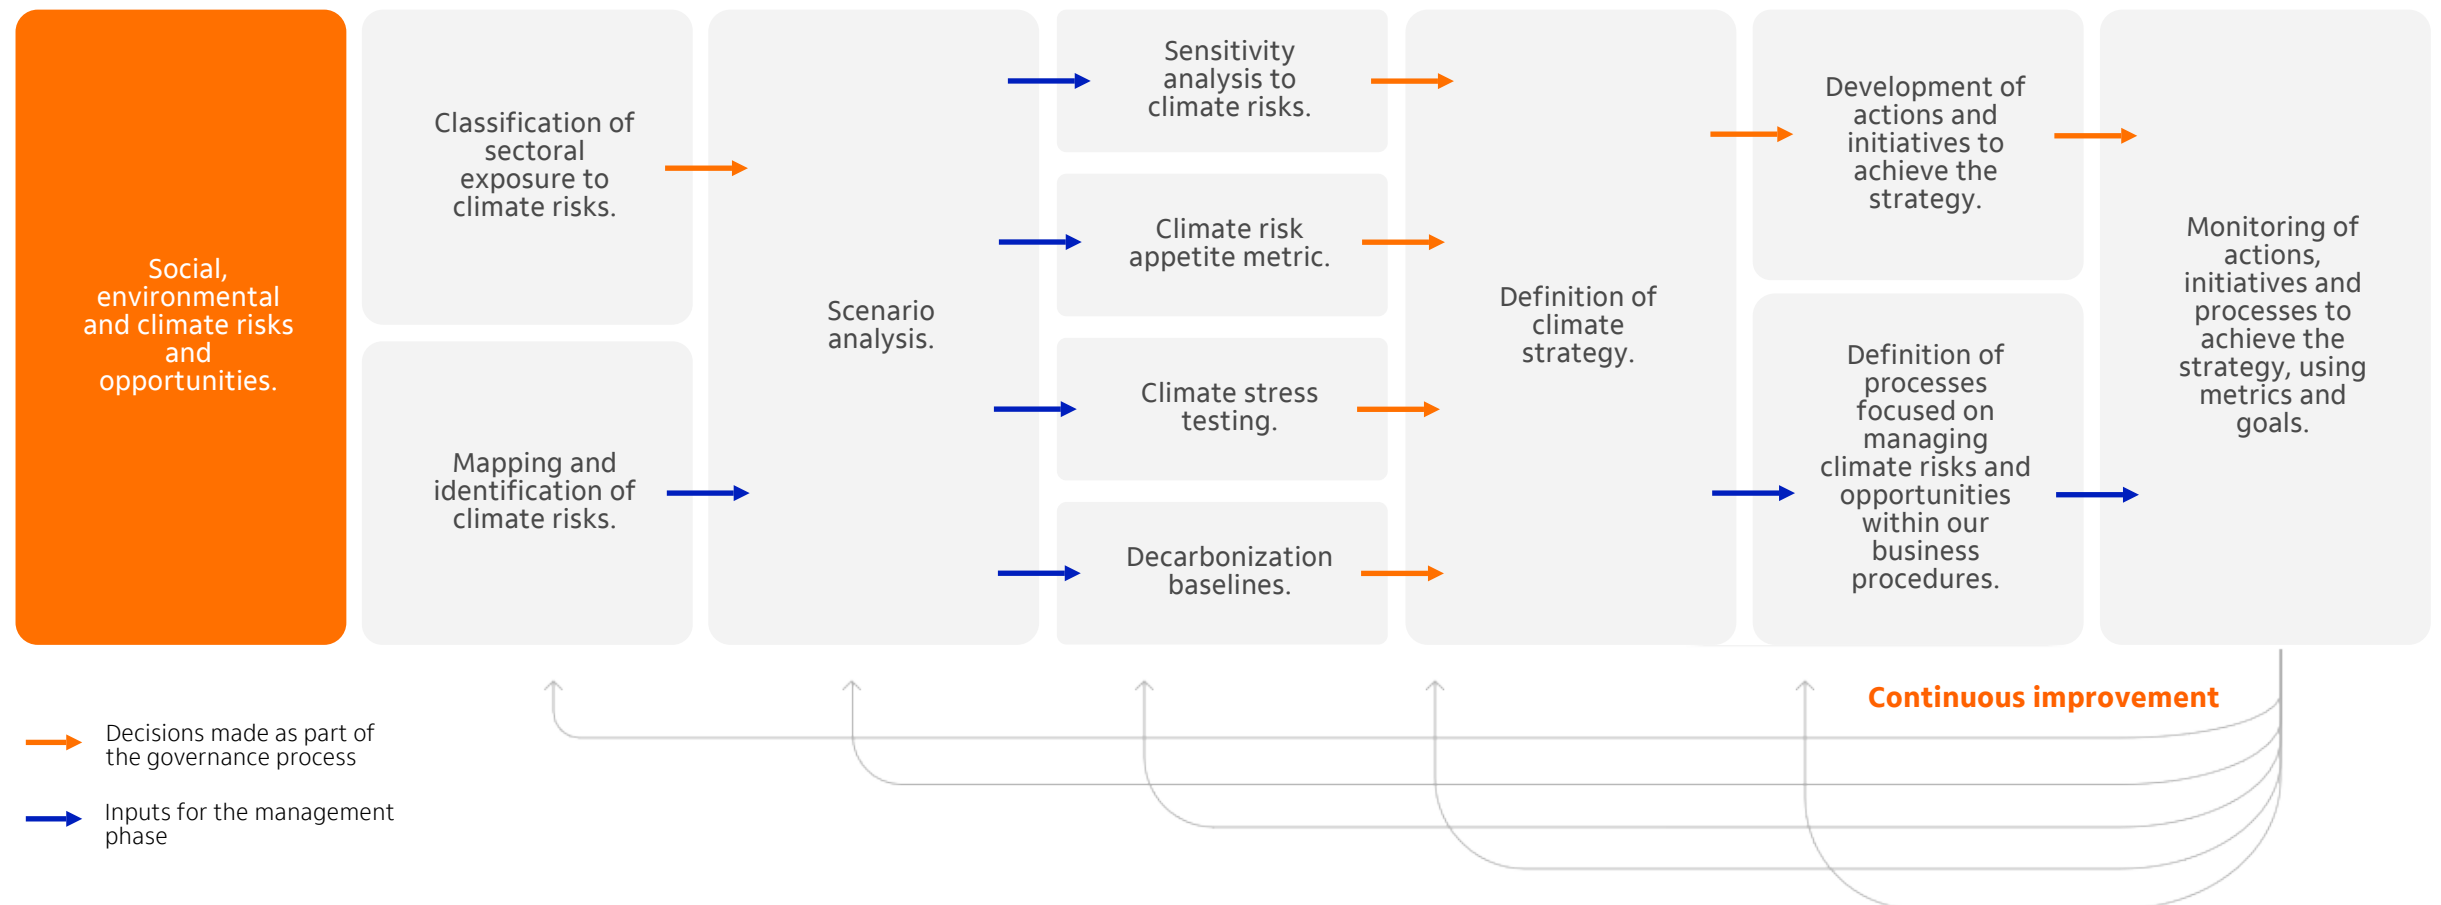 Social,
environmental
and climate risks
and
opportunities.
Classification of
sectoral
exposure to
climate risks.
Mapping and
identification of
climate risks.
Scenario
analysis.
Sensitivity
analysis to
climate risks.
Climate risk
appetite metric.
Climate stress
testing.
Decarbonization
baselines.
Definition of
climate
strategy.
Development of
actions and
initiatives to
achieve the
strategy.
Definition of
processes
focused on
managing
climate risks and
opportunities
within our
business
procedures.
Monitoring of
actions,
initiatives and
processes to
achieve the
strategy, using
metrics and
goals.
Continuous improvement
Decisions made as part of
the governance process
Inputs for the management
phase